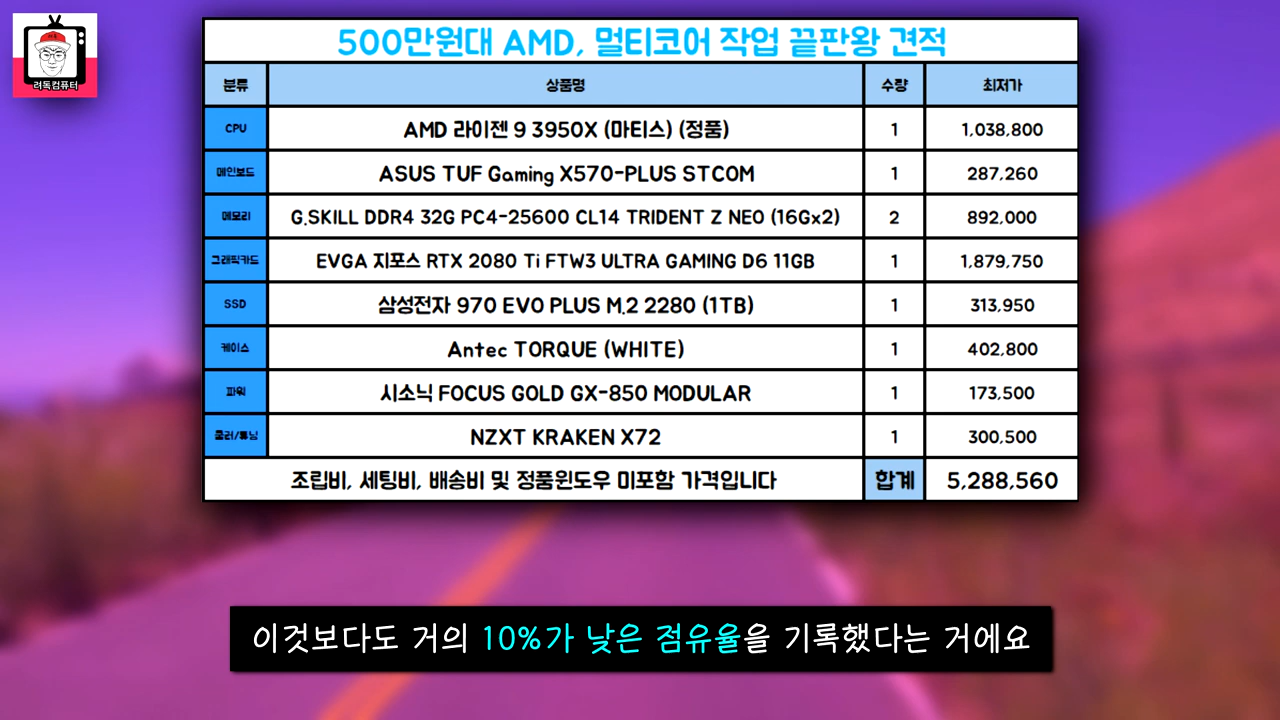 려독컴퓨터
500만원대 AMD, 멀티코어 작업 끝판왕 견적
분류 상품명 수량 최저가
CPU AMD 라이젠 9 3950X (마티스) (정품) 1 1,038,800
메인보드 ASUS TUF Gaming X570-PLUS STCOM 1 287,260
메모리 G.SKILL DDR4 32G PC4-25600 CL14 TRIDENT Z NEO (16Gx2) 2 892,000
그래픽카드 EVGA 지포스 RTX 2080 Ti FTW3 ULTRA GAMING D6 11GB 1 1,879,750
SSD 삼성전자 970 EVO PLUS M.2 2280 (1TB) 1 313,950
케이스 Antec TORQUE (WHITE) 1 402,800
파워 시소닉 FOCUS GOLD GX-850 MODULAR 1 173,500
쿨러/튜닝 NZXT KRAKEN X72 1 300,500
조립비, 세팅비, 배송비 및 정품윈도우 미포함 가격입니다 합계 5,288,560
이것보다도 거의 10%가 낮은 점유율을 기록했다는 거에요